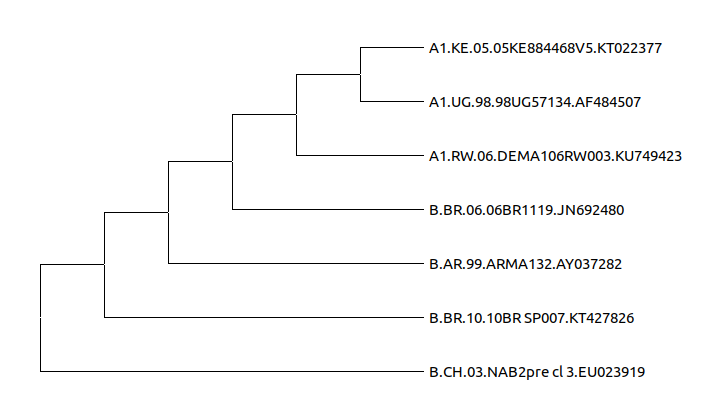 A1.KE.05.05KE884468V5.KT022377
A1.UG.98.98UG57134.AF484507
A1.RW.06.DEMA106RW003.KU749423
B.BR.06.06BR1119.JN692480
B.AR.99.ARMA132.AY037282
B.BR.10.10BR SP007.KT427826
B.CH.03.NAB2pre cl 3.EU023919